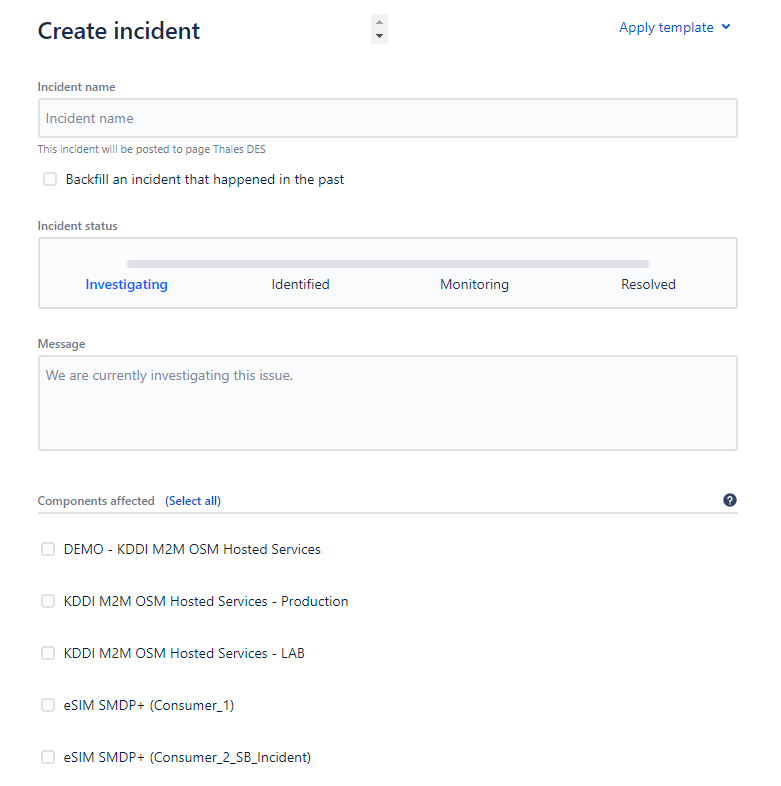 Create incident
Apply template
Incident name
Incident name
This incident will be posted to page Thales DES
Backfill an incident that happened in the past
Incident status
Investigating Identified Monitoring Resolved
Message
We are currently investigating this issue.
Components affected (Select all) ?
DEMO - KDDI M2M OSM Hosted Services
KDDI M2M OSM Hosted Services - Production
KDDI M2M OSM Hosted Services - LAB
eSIM SMDP+ (Consumer_1)
eSIM SMDP+ (Consumer_2_SB_Incident)